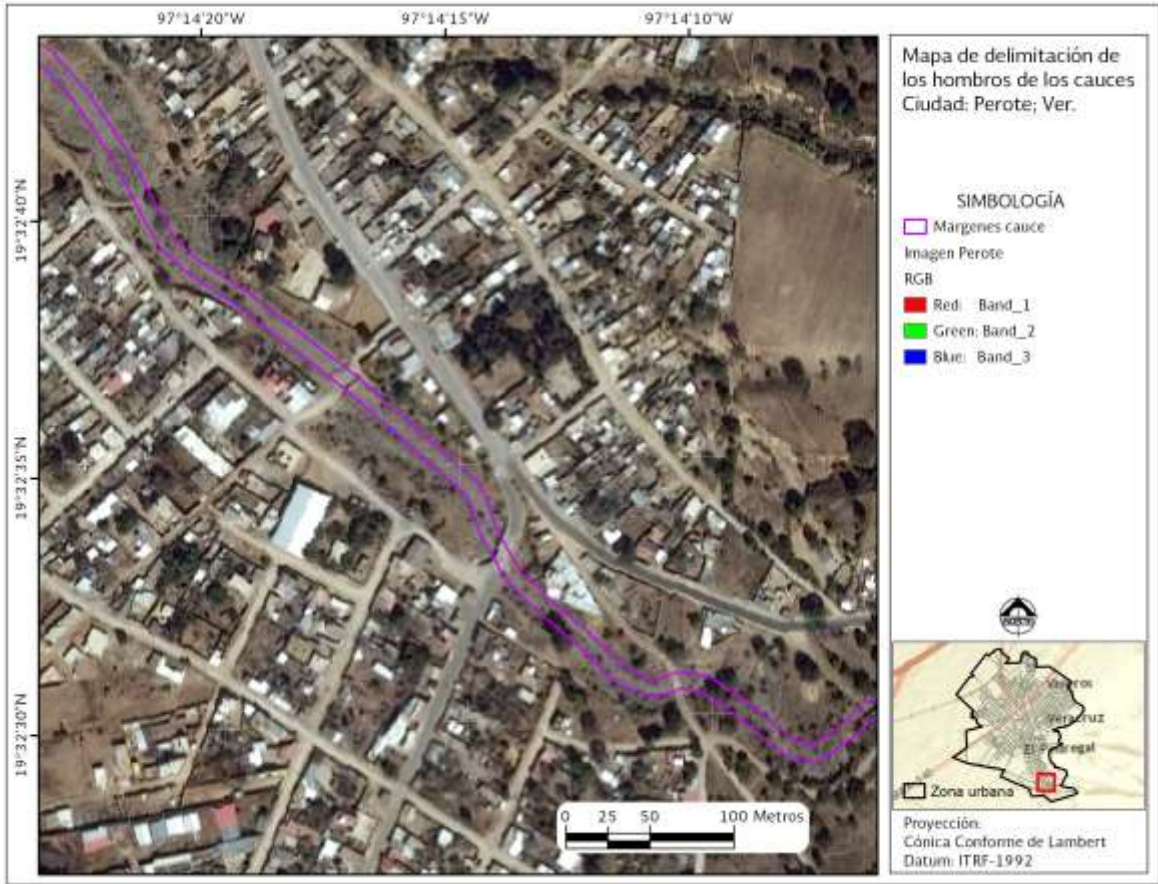 97°14'20"W
97°14'15"W
97°14'10"W
19°32'40"N
19°32'35"N
19°32'30"N
Mapa de delimitación de
los hombros de los cauces
Ciudad: Perote; Ver.
SIMBOLOGÍA
Margenes cauce
Imagen Perote
RGB
Red: Band_1
Green: Band_2
Blue: Band_3
Veracruz
El Pedregal
Zona urbana
0 25 50 100 Metros
Proyección:
Cónica Conforme de Lambert
Datum: ITRF-1992